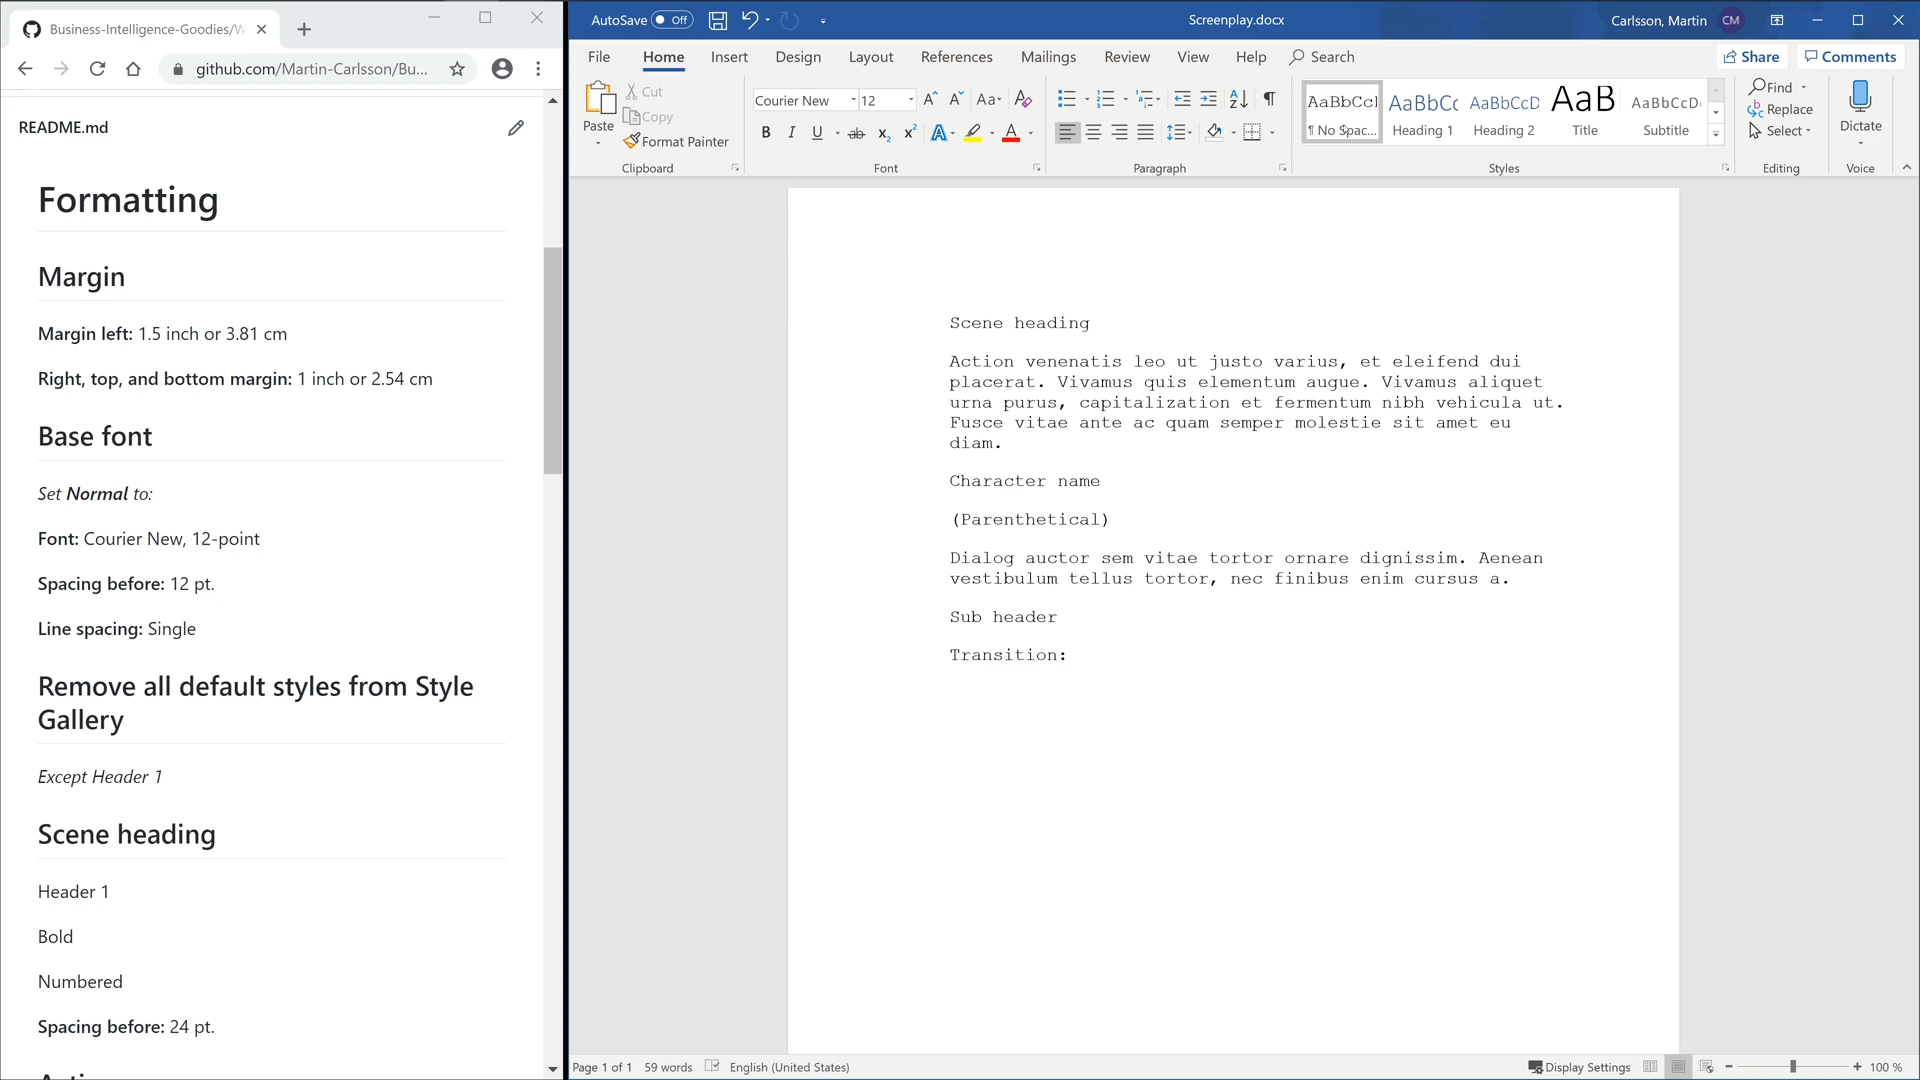 Business-Intelligence-Goodies/W
github.com/Martin-Carlsson/Bu...
README.md
Formatting
Margin
Margin left: 1.5 inch or 3.81 cm
Right, top, and bottom margin: 1 inch or 2.54 cm
Base font
Set Normal to:
Font: Courier New, 12-point
Spacing before: 12 pt.
Line spacing: Single
Remove all default styles from Style
Gallery
Except Header 1
Scene heading
Header 1
Bold
Numbered
Spacing before: 24 pt.
AutoSave Off
Screenplay.docx
Carlsson, Martin CM
File Home Insert Design Layout References Mailings Review View Help Search Share Comments
Paste
Cut
Copy
Format Painter
Clipboard
Courier New 12
Font
Paragraph
AaBbCcI AaBbCc AaBbCcD AaB AaBbCcD
¶ No Spac... Heading 1 Heading 2 Title Subtitle
Styles
Find
Replace
Select
Editing
Dictate
Voice
Scene heading
Action venenatis leo ut justo varius, et eleifend dui
placerat. Vivamus quis elementum augue. Vivamus aliquet
urna purus, capitalization et fermentum nibh vehicula ut.
Fusce vitae ante ac quam semper molestie sit amet eu
diam.
Character name
(Parenthetical)
Dialog auctor sem vitae tortor ornare dignissim. Aenean
vestibulum tellus tortor, nec finibus enim cursus a.
Sub header
Transition:
Page 1 of 1 59 words English (United States) Display Settings 100 %